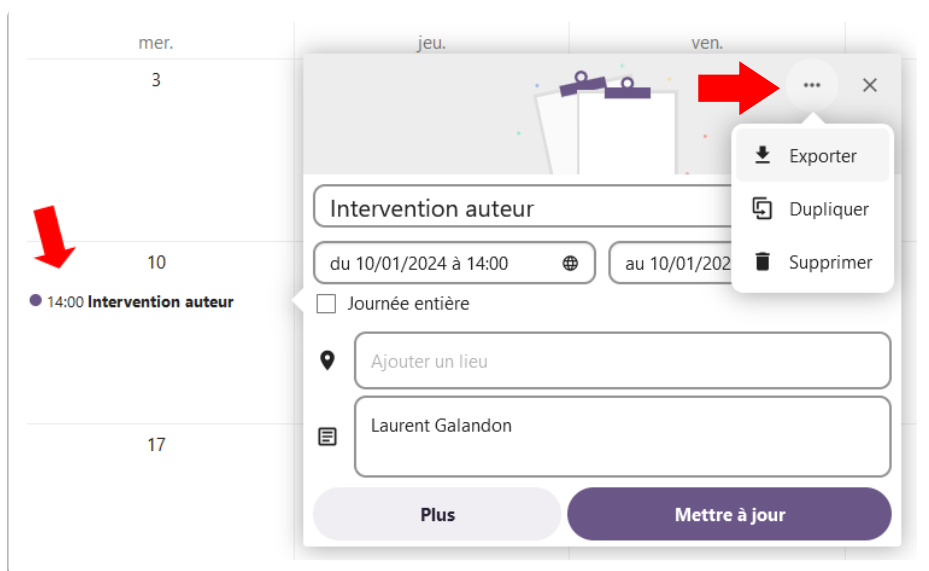 mer. jeu. ven.
3
Exporter
Dupliquer
Supprimer
Intervention auteur
du 10/01/2024 à 14:00 au 10/01/202
10
14:00 Intervention auteur
Journée entière
Ajouter un lieu
Laurent Galandon
17
Plus Mettre à jour